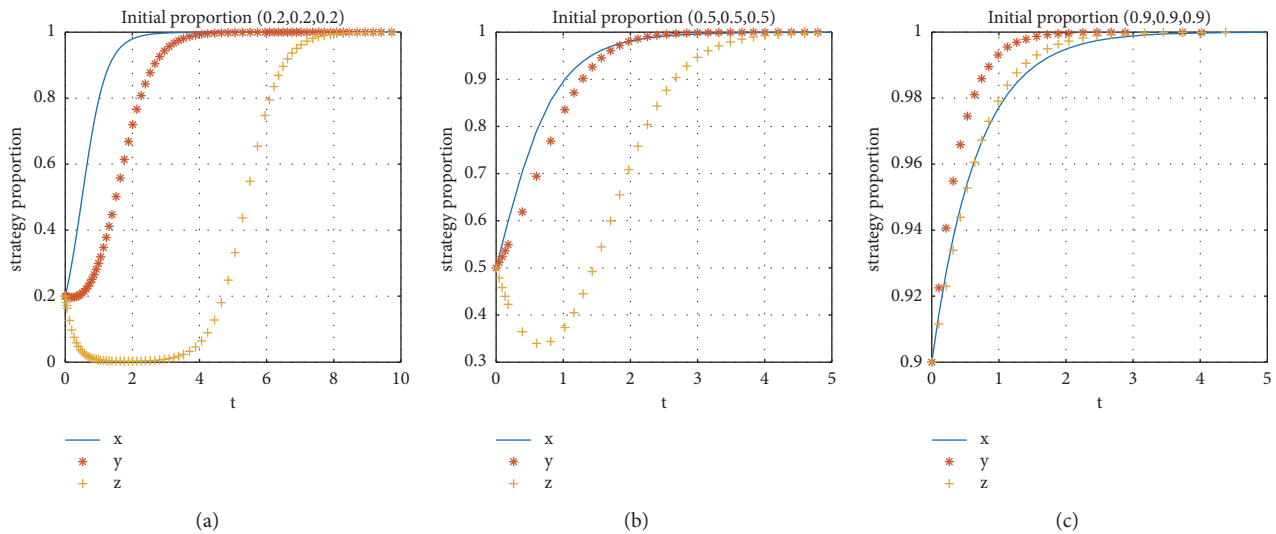 Initial proportion (0.2,0.2,0.2)
1
0.8
0.6
0.4
0.2
0
strategy proportion
0
2
4
6
8
10
t
x
y
z
(a)
Initial proportion (0.5,0.5,0.5)
1
0.9
0.8
0.7
0.6
0.5
0.4
0.3
strategy proportion
0
1
2
3
4
5
t
x
y
z
(b)
Initial proportion (0.9,0.9,0.9)
1
0.98
0.96
0.94
0.92
0.9
strategy proportion
0
1
2
3
4
5
t
x
y
z
(c)